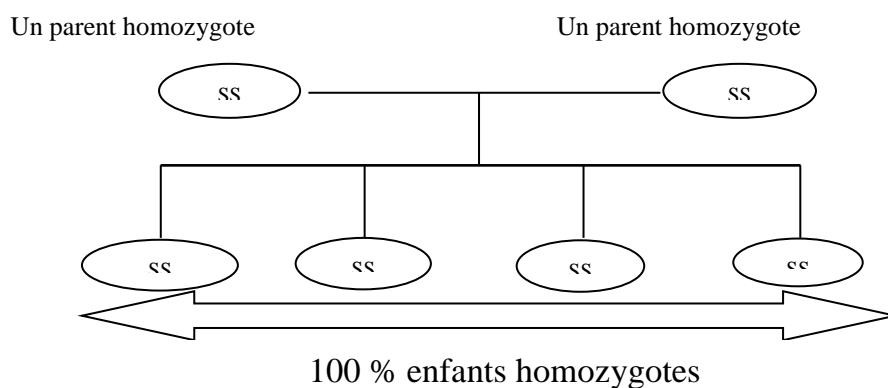 Un parent homozygote Un parent homozygote
SS SS
SS SS SS SS
100 % enfants homozygotes